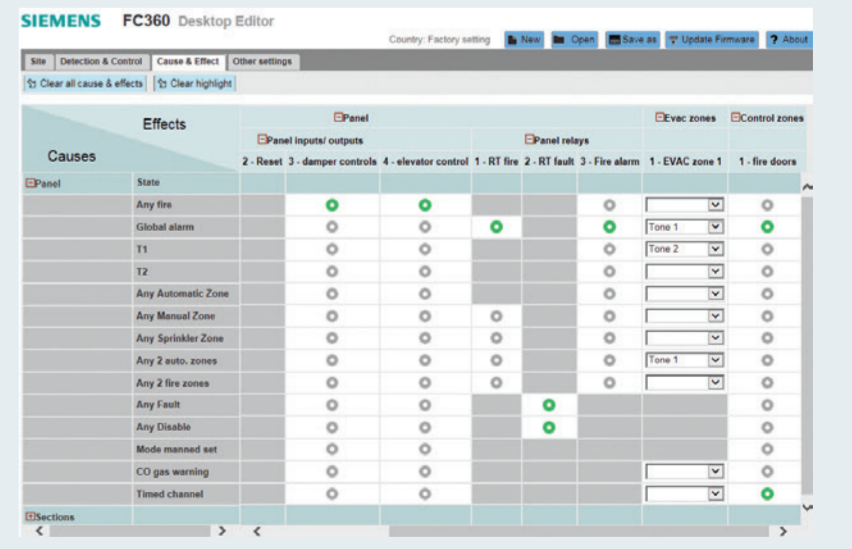 SIEMENS FC360 Desktop Editor
Country: Factory setting New Open Save as Update Firmware ? About
Site Detection & Control Cause & Effect Other settings
Clear all cause & effects Clear highlight
Effects Panel Evac zones Control zones
Panel inputs/ outputs Panel relays
Causes
2 - Reset 3 - damper controls 4 - elevator control 1 - RT fire 2 - RT fault 3 - Fire alarm 1 - EVAC zone 1 1 - fire doors
Panel State
Any fire
Global alarm Tone 1
T1 Tone 2
T2
Any Automatic Zone
Any Manual Zone
Any Sprinkler Zone
Any 2 auto. zones Tone 1
Any 2 fire zones
Any Fault
Any Disable
Mode manned set
CO gas warning
Timed channel
Sections